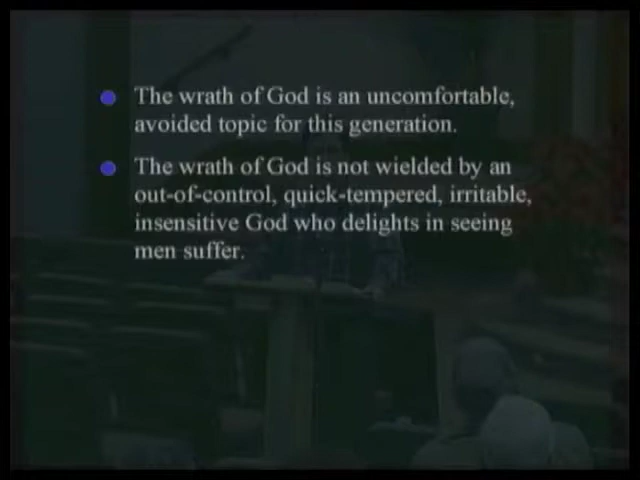 The wrath of God is an uncomfortable,
avoided topic for this generation.
The wrath of God is not wielded by an
out-of-control, quick-tempered, irritable,
insensitive God who delights in seeing
men suffer.